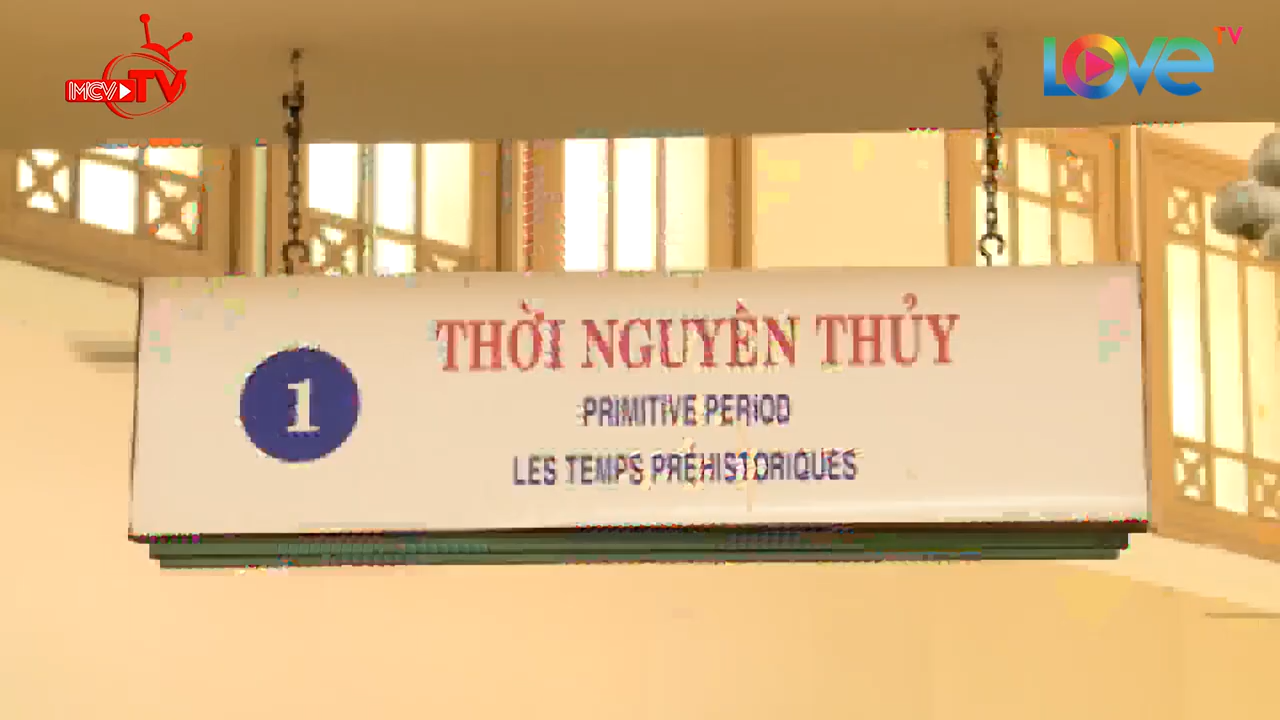 IMCV TV
LOVE TV
1
THỜI NGUYÊN THỦY
PRIMITIVE PERIOD
LES TEMPS PRÉHISTORIQUES